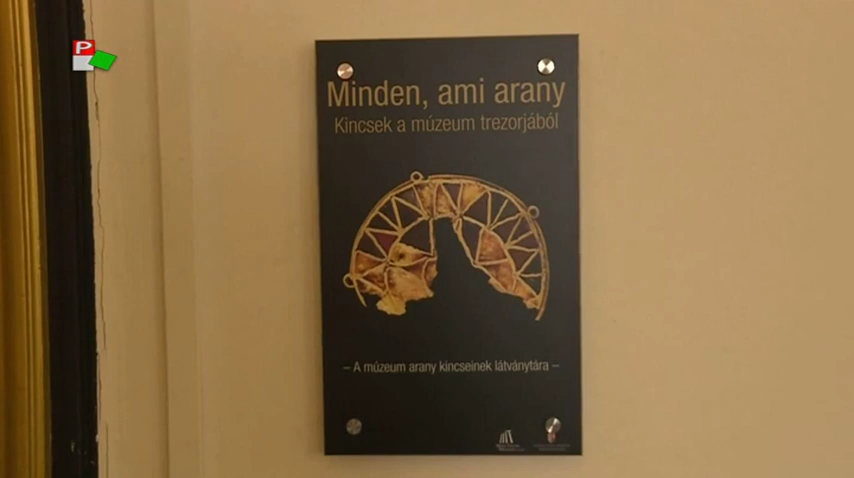 P
Minden, ami arany
Kincsek a múzeum trezorjából
– A múzeum arany kincseinek látványtára –